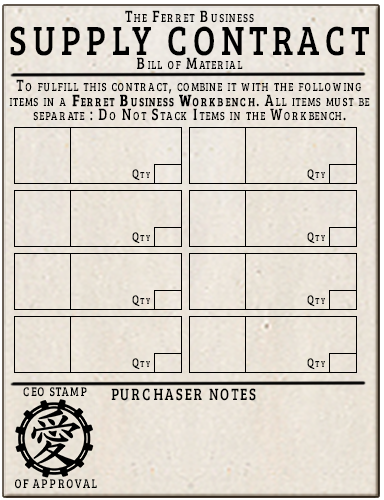 The Ferret Business
SUPPLY CONTRACT
Bill of Material
To fulfill this contract, combine it with the following
items in a Ferret Business Workbench. All items must be
separate : Do Not Stack Items in the Workbench.
Qty Qty
Qty Qty
Qty Qty
Qty Qty
CEO STAMP PURCHASER NOTES
愛
OF APPROVAL